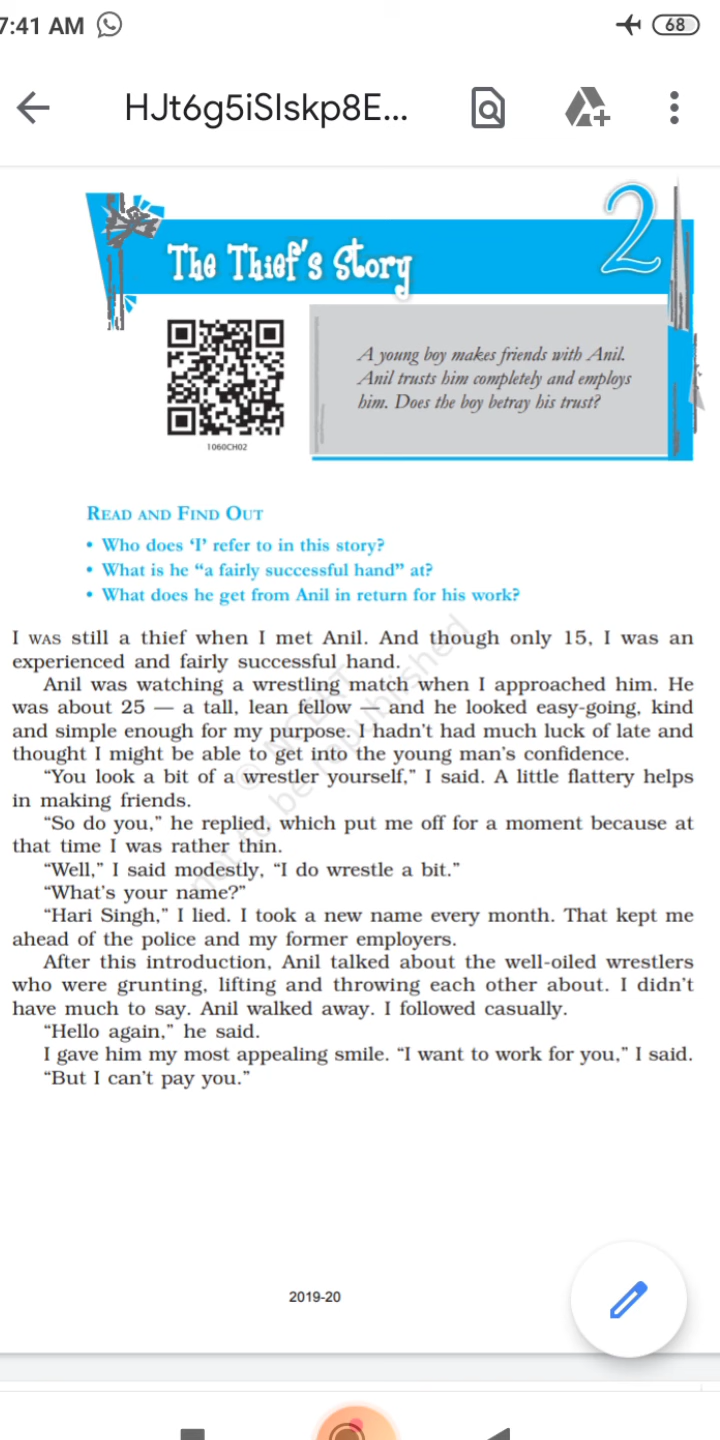 7:41 AM
68
HJt6g5iSIskp8E...
2
The Thief's Story
A young boy makes friends with Anil.
Anil trusts him completely and employs
him. Does the boy betray his trust?
1060CH02
READ AND FIND OUT
• Who does ‘I’ refer to in this story?
• What is he “a fairly successful hand” at?
• What does he get from Anil in return for his work?
I WAS still a thief when I met Anil. And though only 15, I was an
experienced and fairly successful hand.
Anil was watching a wrestling match when I approached him. He
was about 25 — a tall, lean fellow — and he looked easy-going, kind
and simple enough for my purpose. I hadn’t had much luck of late and
thought I might be able to get into the young man’s confidence.
“You look a bit of a wrestler yourself,” I said. A little flattery helps
in making friends.
“So do you,” he replied, which put me off for a moment because at
that time I was rather thin.
“Well,” I said modestly, “I do wrestle a bit.”
“What’s your name?”
“Hari Singh,” I lied. I took a new name every month. That kept me
ahead of the police and my former employers.
After this introduction, Anil talked about the well-oiled wrestlers
who were grunting, lifting and throwing each other about. I didn’t
have much to say. Anil walked away. I followed casually.
“Hello again,” he said.
I gave him my most appealing smile. “I want to work for you,” I said.
“But I can’t pay you.”
© NCERT
not to be republished
2019-20